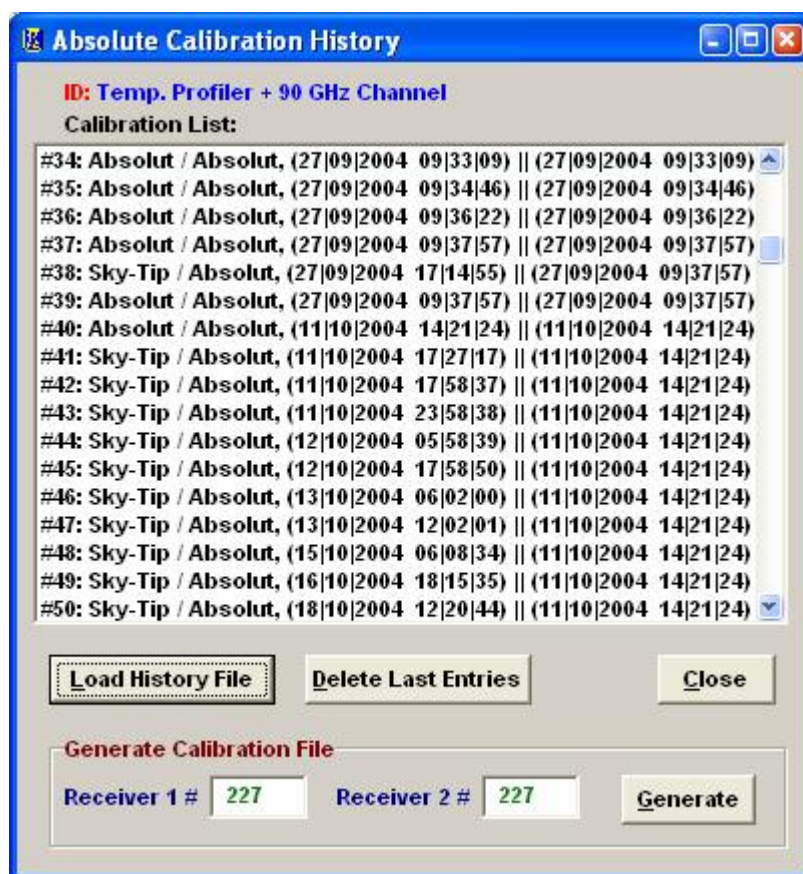 Absolute Calibration History
ID: Temp. Profiler + 90 GHz Channel
Calibration List:
#34: Absolut / Absolut, (27|09|2004 09|33|09) || (27|09|2004 09|33|09)
#35: Absolut / Absolut, (27|09|2004 09|34|46) || (27|09|2004 09|34|46)
#36: Absolut / Absolut, (27|09|2004 09|36|22) || (27|09|2004 09|36|22)
#37: Absolut / Absolut, (27|09|2004 09|37|57) || (27|09|2004 09|37|57)
#38: Sky-Tip / Absolut, (27|09|2004 17|14|55) || (27|09|2004 09|37|57)
#39: Absolut / Absolut, (27|09|2004 09|37|57) || (27|09|2004 09|37|57)
#40: Absolut / Absolut, (11|10|2004 14|21|24) || (11|10|2004 14|21|24)
#41: Sky-Tip / Absolut, (11|10|2004 17|27|17) || (11|10|2004 14|21|24)
#42: Sky-Tip / Absolut, (11|10|2004 17|58|37) || (11|10|2004 14|21|24)
#43: Sky-Tip / Absolut, (11|10|2004 23|58|38) || (11|10|2004 14|21|24)
#44: Sky-Tip / Absolut, (12|10|2004 05|58|39) || (11|10|2004 14|21|24)
#45: Sky-Tip / Absolut, (12|10|2004 17|58|50) || (11|10|2004 14|21|24)
#46: Sky-Tip / Absolut, (13|10|2004 06|02|00) || (11|10|2004 14|21|24)
#47: Sky-Tip / Absolut, (13|10|2004 12|02|01) || (11|10|2004 14|21|24)
#48: Sky-Tip / Absolut, (15|10|2004 06|08|34) || (11|10|2004 14|21|24)
#49: Sky-Tip / Absolut, (16|10|2004 18|15|35) || (11|10|2004 14|21|24)
#50: Sky-Tip / Absolut, (18|10|2004 12|20|44) || (11|10|2004 14|21|24)
Load History File Delete Last Entries Close
Generate Calibration File
Receiver 1 # 227 Receiver 2 # 227 Generate